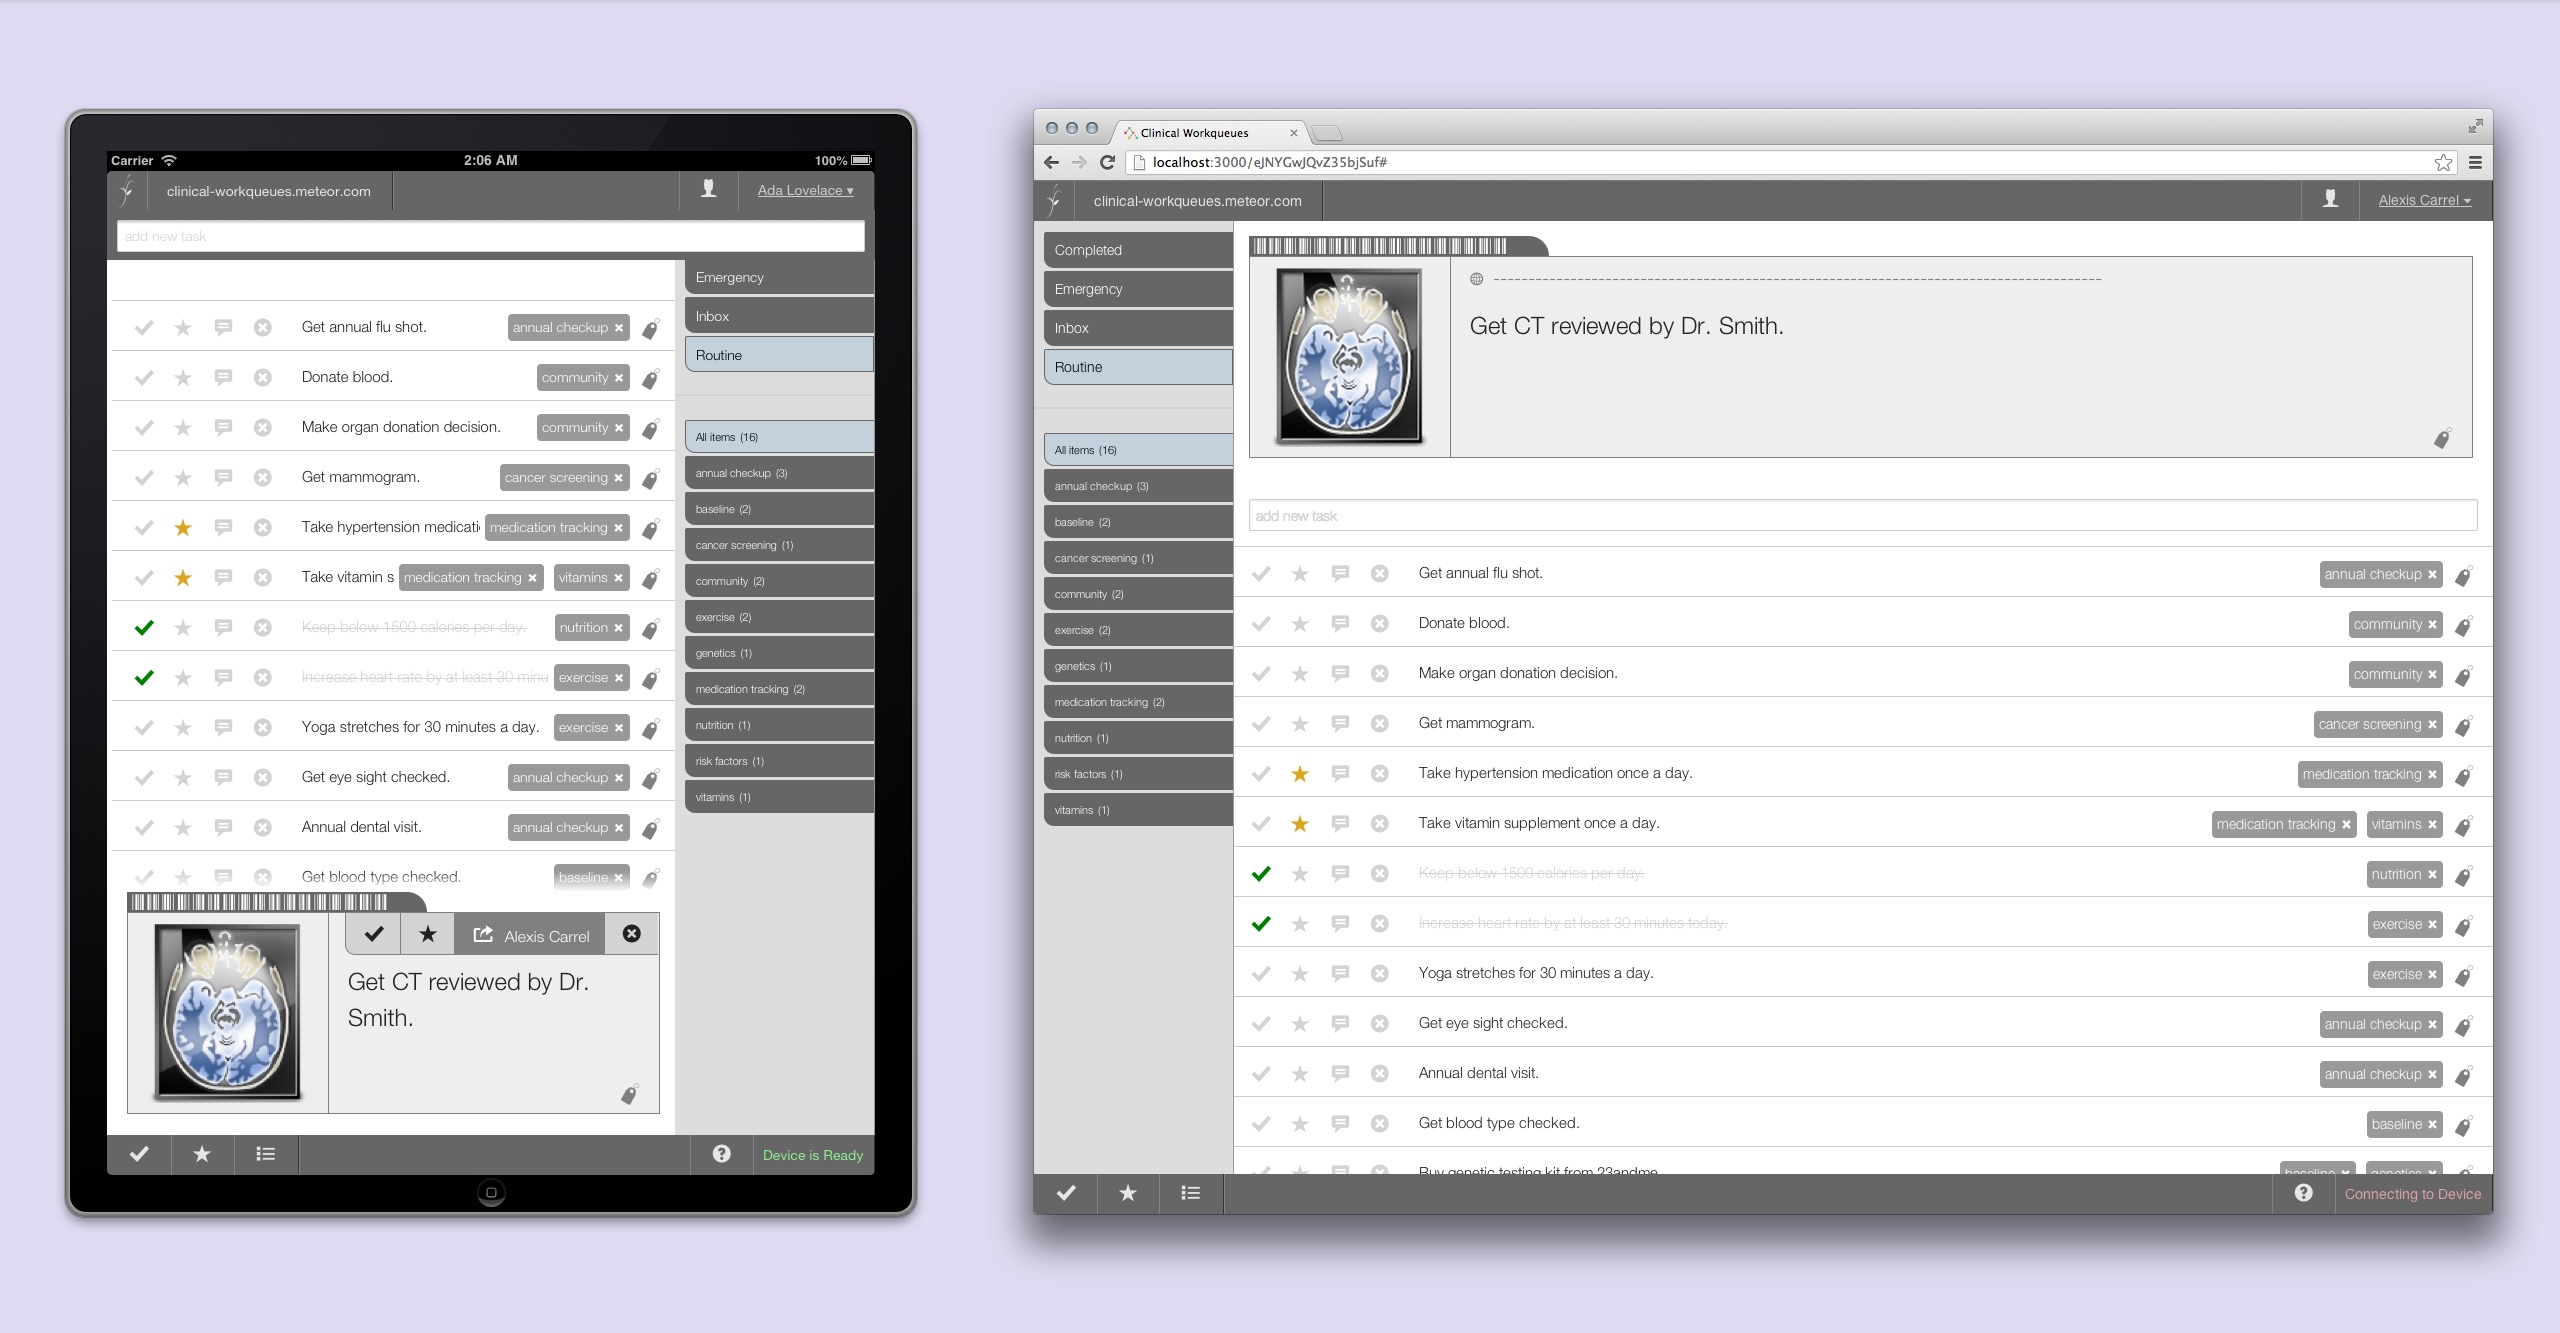 Carrier 2:06 AM 100%
clinical-workqueues.meteor.com Ada Lovelace ▾
add new task
Get annual flu shot. annual checkup ×
Donate blood. community ×
Make organ donation decision. community ×
Get mammogram. cancer screening ×
Take hypertension medicati medication tracking ×
Take vitamin s medication tracking × vitamins ×
Keep below 1500 calories per day. nutrition ×
Increase heart rate by at least 30 minu exercise ×
Yoga stretches for 30 minutes a day. exercise ×
Get eye sight checked. annual checkup ×
Annual dental visit. annual checkup ×
Get blood type checked. baseline ×
Alexis Carrel
Get CT reviewed by Dr.
Smith.
Emergency
Inbox
Routine
All items (16)
annual checkup (3)
baseline (2)
cancer screening (1)
community (2)
exercise (2)
genetics (1)
medication tracking (2)
nutrition (1)
risk factors (1)
vitamins (1)
Device is Ready
Clinical Workqueues
localhost:3000/eJNYGwJQvZ35bjSuf#
clinical-workqueues.meteor.com Alexis Carrel ▾
Completed
Emergency
Inbox
Routine
All items (16)
annual checkup (3)
baseline (2)
cancer screening (1)
community (2)
exercise (2)
genetics (1)
medication tracking (2)
nutrition (1)
risk factors (1)
vitamins (1)
Get CT reviewed by Dr. Smith.
add new task
Get annual flu shot. annual checkup ×
Donate blood. community ×
Make organ donation decision. community ×
Get mammogram. cancer screening ×
Take hypertension medication once a day. medication tracking ×
Take vitamin supplement once a day. medication tracking × vitamins ×
Keep below 1500 calories per day. nutrition ×
Increase heart rate by at least 30 minutes today. exercise ×
Yoga stretches for 30 minutes a day. exercise ×
Get eye sight checked. annual checkup ×
Annual dental visit. annual checkup ×
Get blood type checked. baseline ×
Buy genetic testing kit from 23andme baseline × genetics ×
Connecting to Device